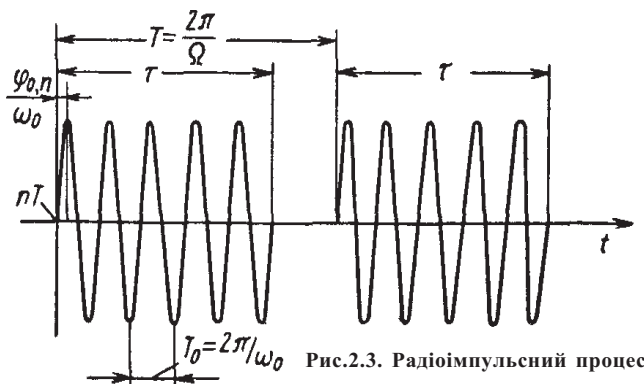 T = 2π/Ω
τ τ
φ₀,ₙ/ω₀
nT
t
T₀=2π/ω₀
Рис.2.3. Радіоімпульсний процес